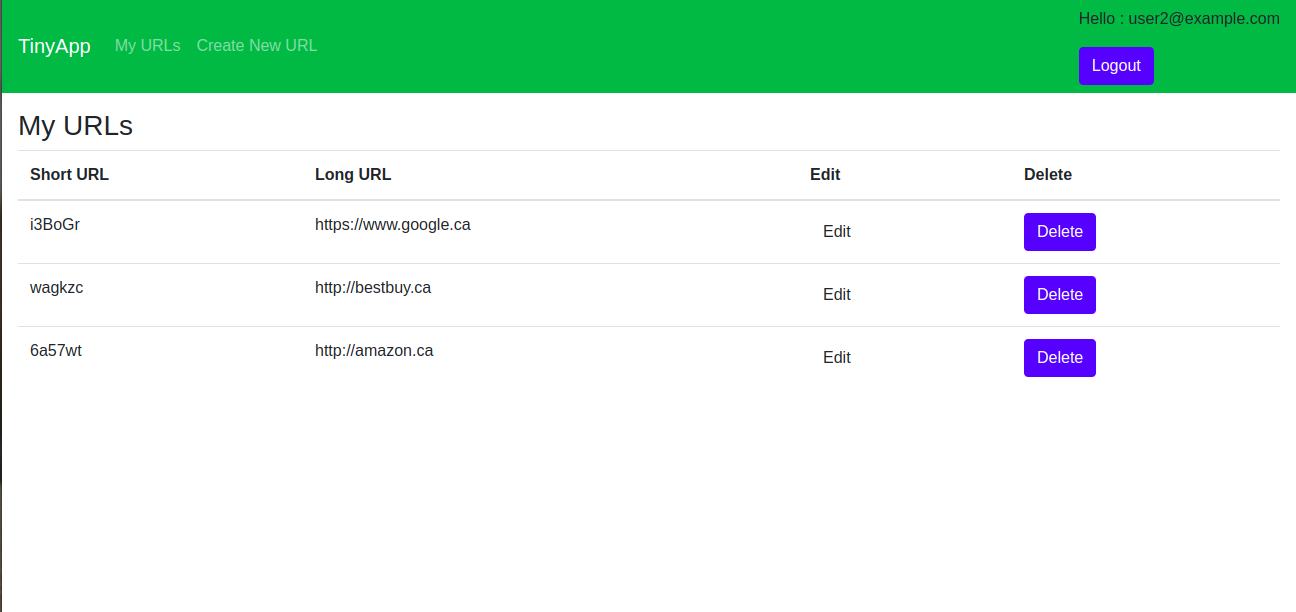 TinyApp My URLs Create New URL
Hello : user2@example.com
Logout
My URLs
Short URL Long URL Edit Delete
i3BoGr https://www.google.ca Edit Delete
wagkzc http://bestbuy.ca Edit Delete
6a57wt http://amazon.ca Edit Delete